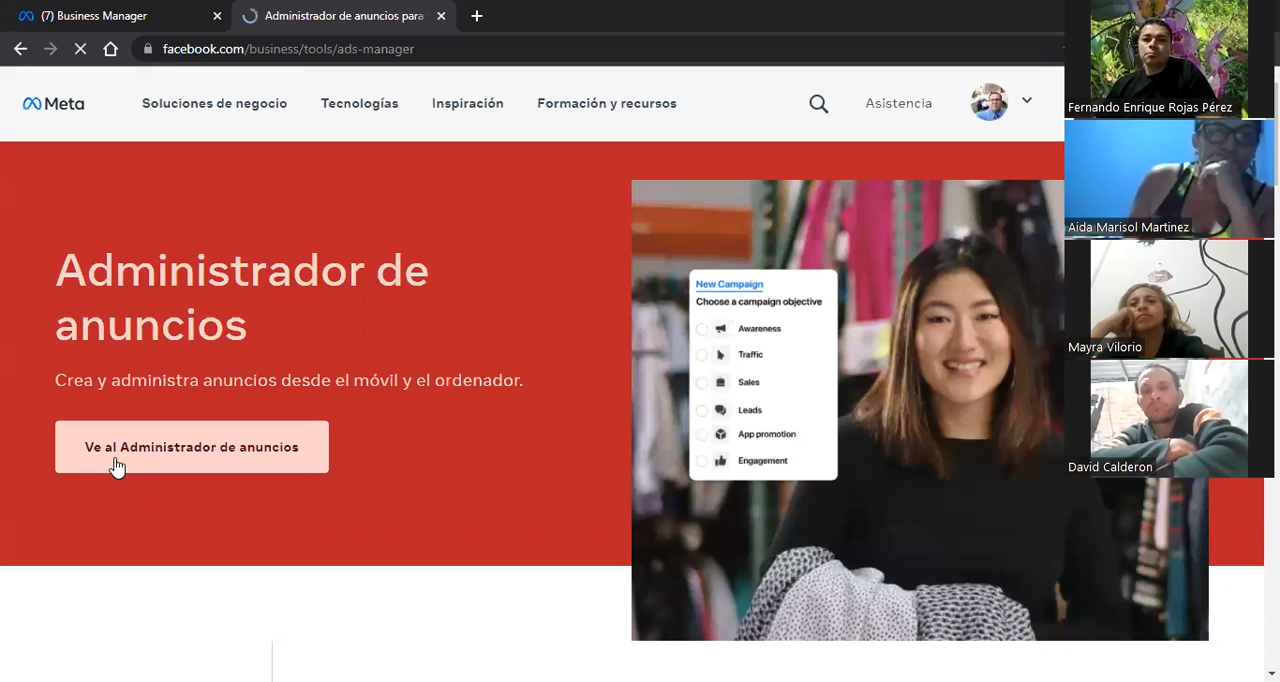 (7) Business Manager
Administrador de anuncios para
facebook.com/business/tools/ads-manager
Meta
Soluciones de negocio
Tecnologías
Inspiración
Formación y recursos
Asistencia
Administrador de
anuncios
Crea y administra anuncios desde el móvil y el ordenador.
Ve al Administrador de anuncios
New Campaign
Choose a campaign objective
Awareness
Traffic
Sales
Leads
App promotion
Engagement
Fernando Enrique Rojas Pérez
Aida Marisol Martinez
Mayra Vilorio
David Calderon